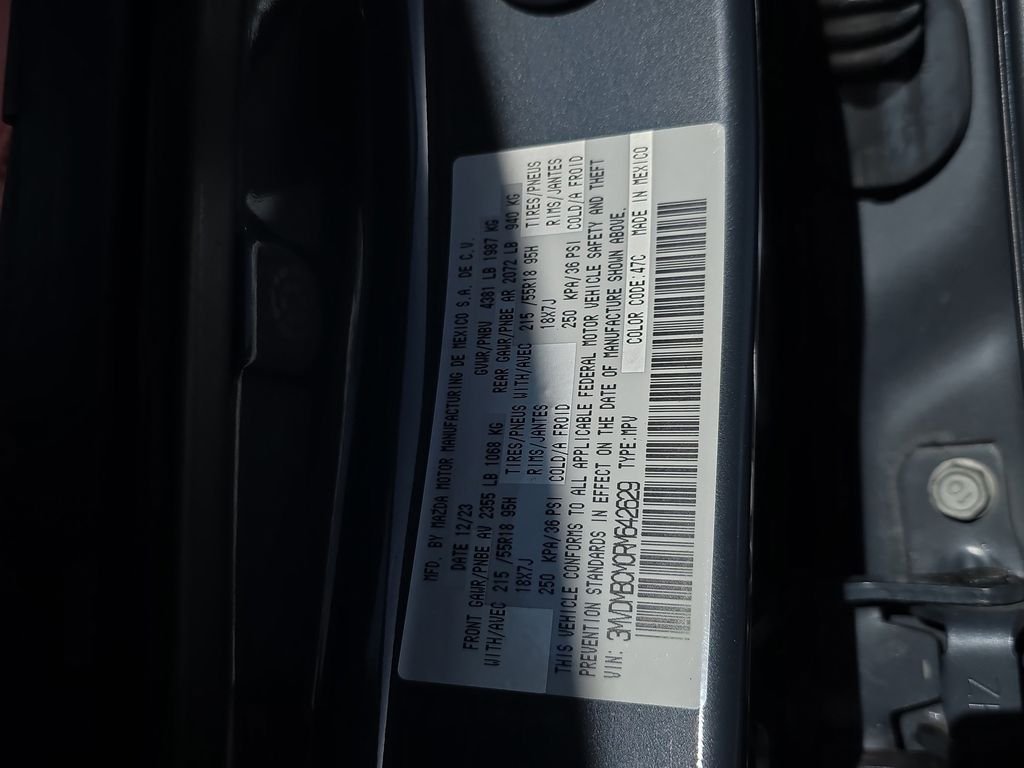 MFD. BY MAZDA MOTOR MANUFACTURING DE MEXICO S.A. DE C.V.
DATE 12/23 GVWR/PNBV 4381 LB 1987 KG
FRONT GAWR/PNBE AV 2355 LB 1068 KG REAR GAWR/PNBE AR 2072 LB 940 KG
WITH/AVEC 215 /55R18 95H TIRES/PNEUS WITH/AVEC 215 /55R18 95H TIRES/PNEUS
18X7J RIMS/JANTES 18X7J RIMS/JANTES
250 KPA/36 PSI COLD/A FROID 250 KPA/36 PSI COLD/A FROID
THIS VEHICLE CONFORMS TO ALL APPLICABLE FEDERAL MOTOR VEHICLE SAFETY AND THEFT
PREVENTION STANDARDS IN EFFECT ON THE DATE OF MANUFACTURE SHOWN ABOVE.
VIN: 3MVDMBCM0RM642629 TYPE:MPV COLOR CODE:47C MADE IN MEXICO